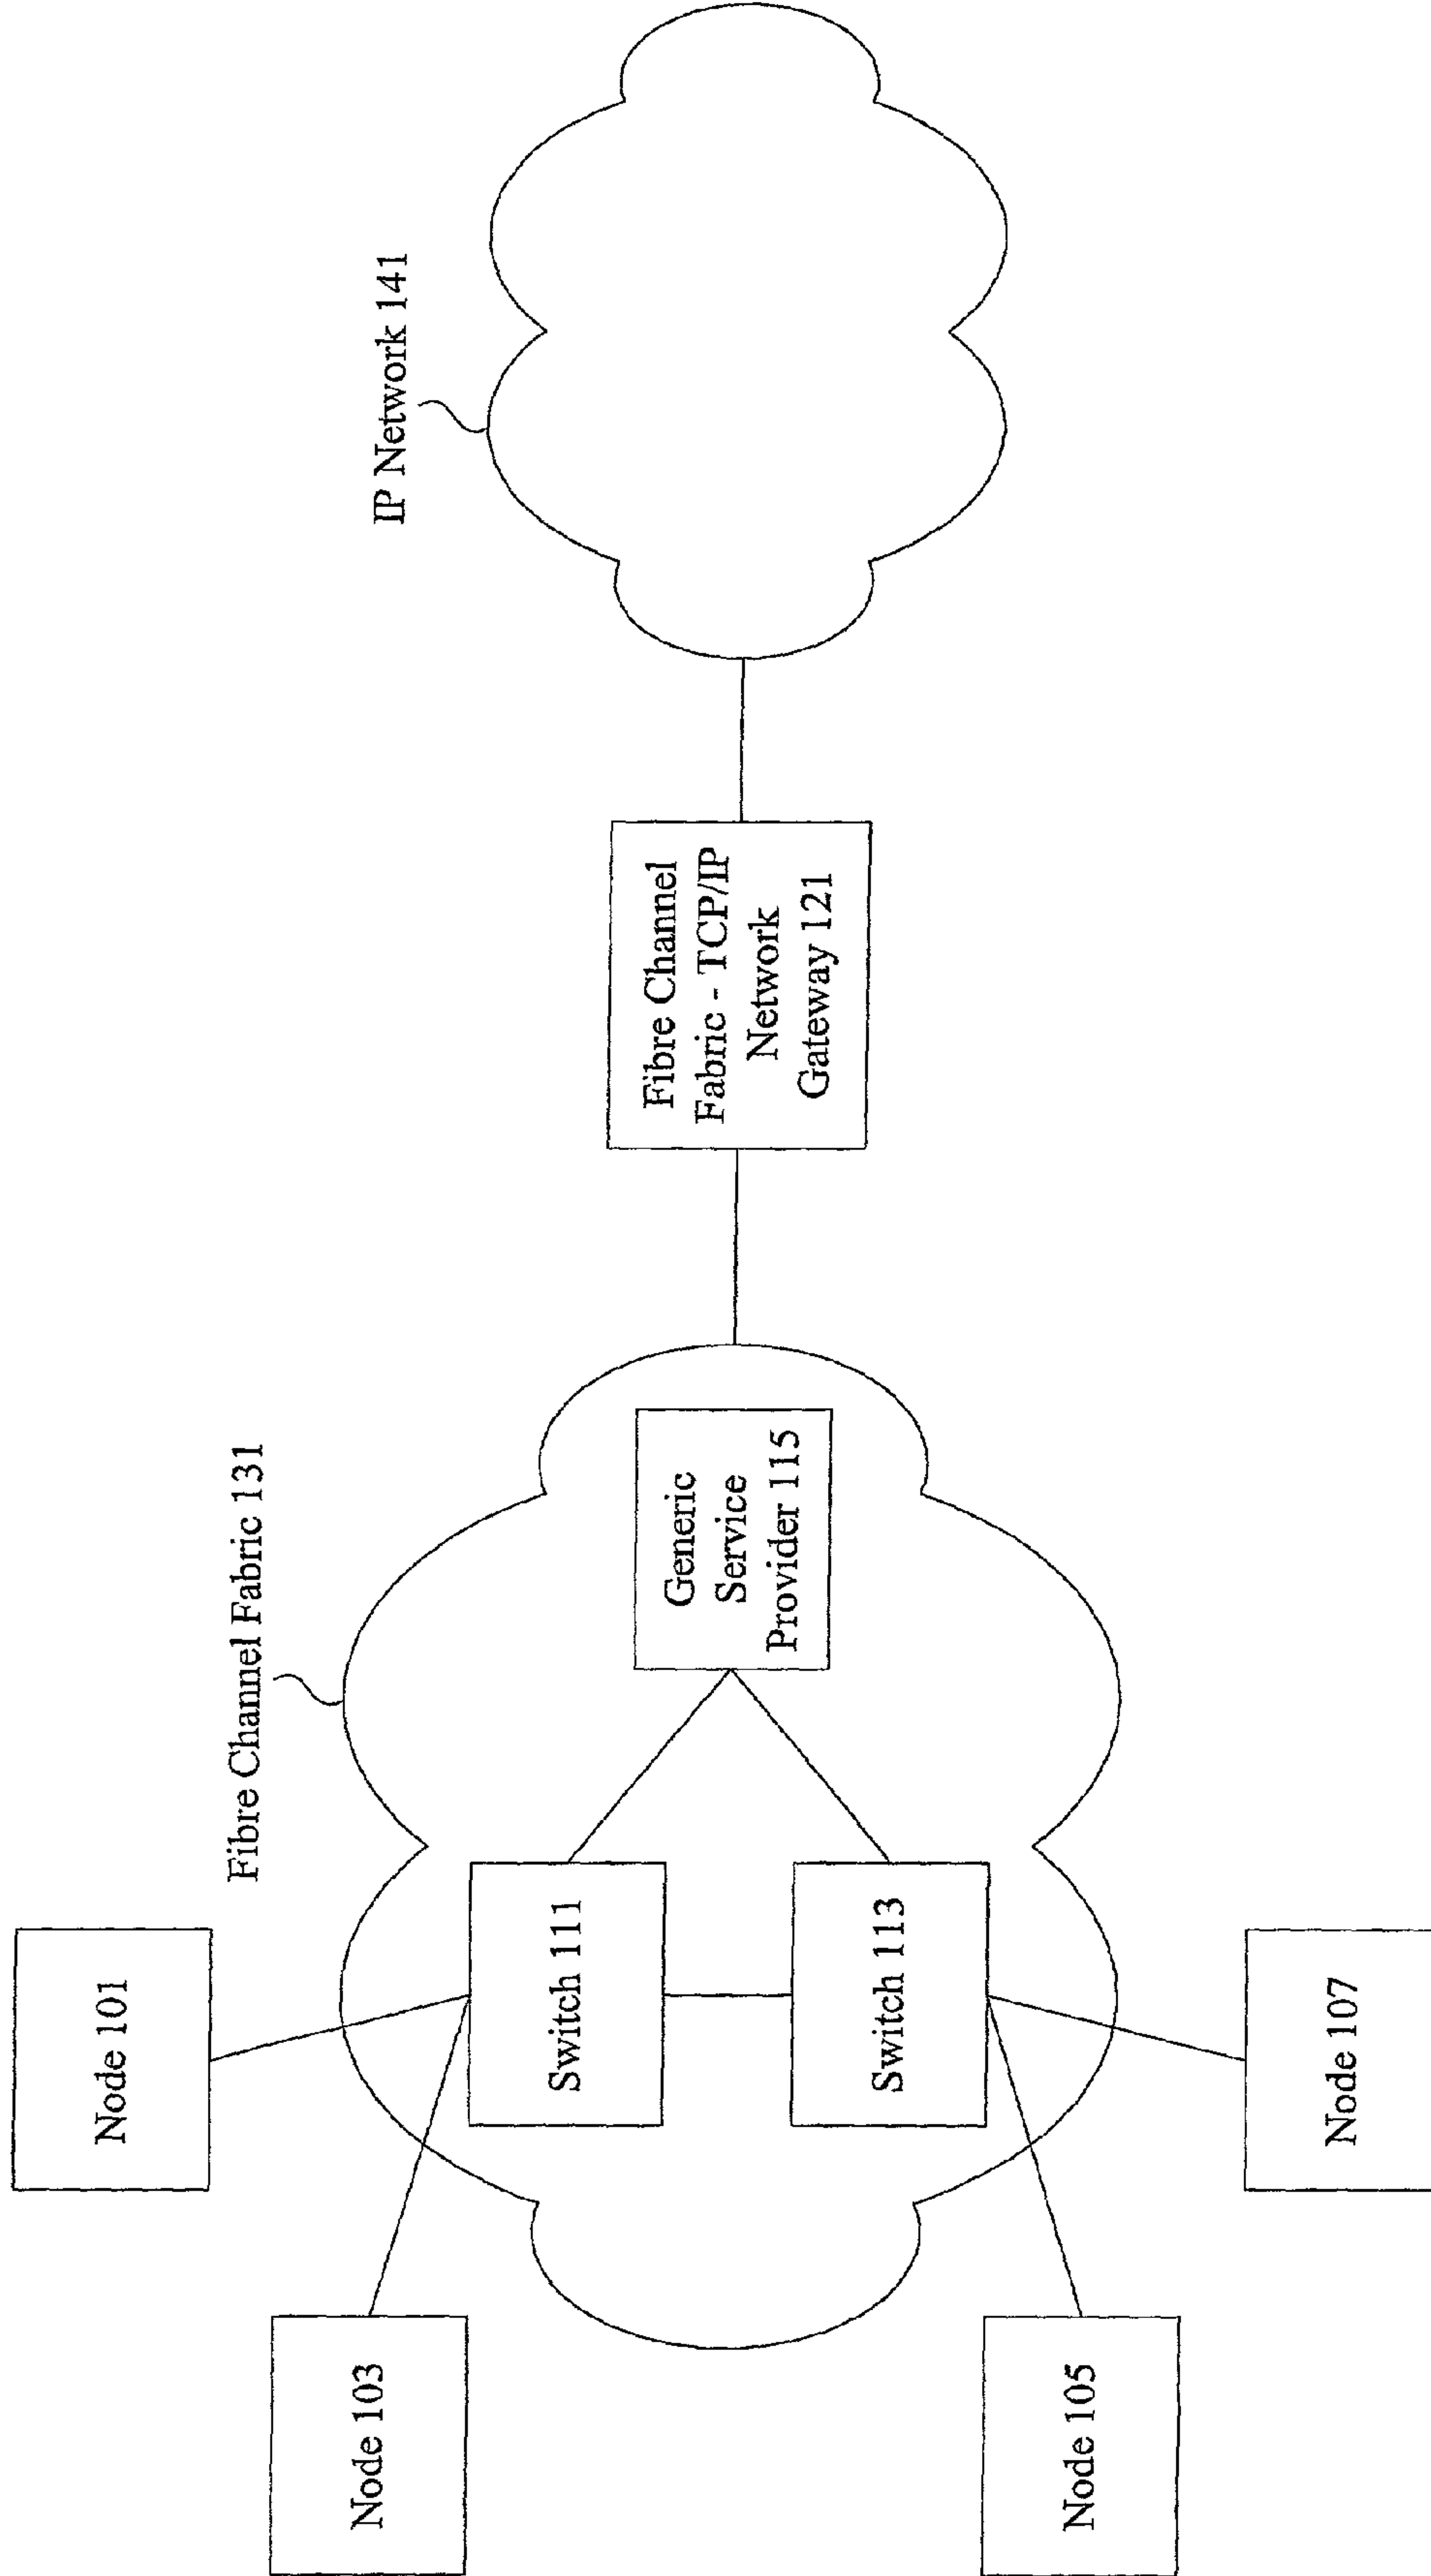 Node 101
Node 103
Fibre Channel Fabric 131
Switch 111
Switch 113
Generic
Service
Provider 115
Node 105
Node 107
Fibre Channel
Fabric - TCP/IP
Network
Gateway 121
IP Network 141